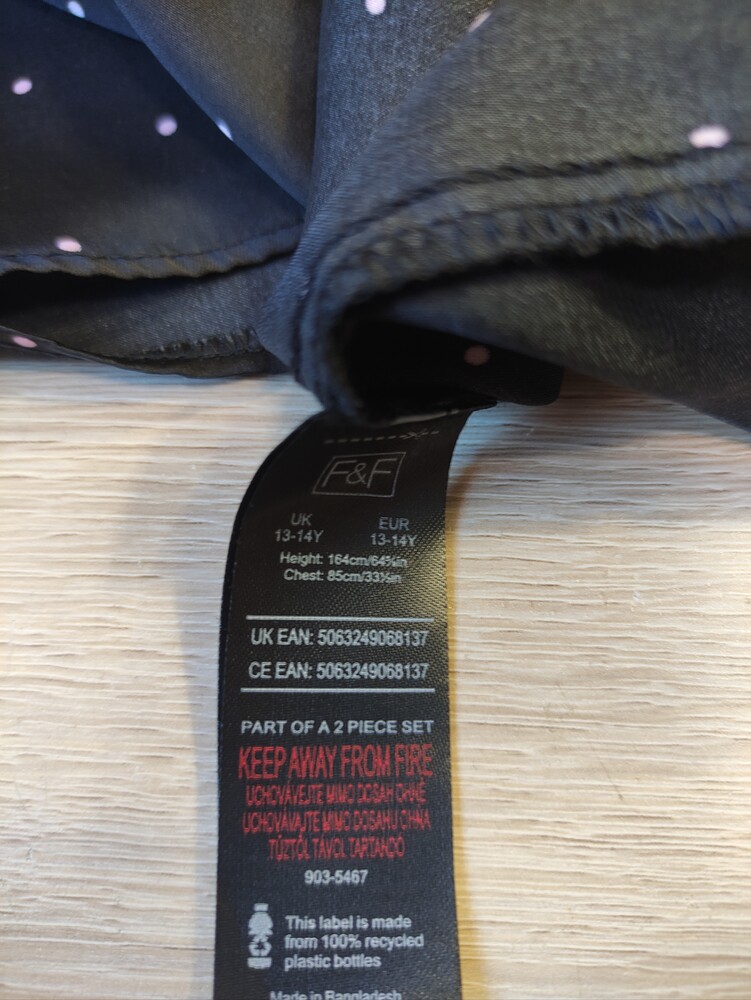 F&F
UK EUR
13-14Y 13-14Y
Height: 164cm/64½in
Chest: 85cm/33½in
UK EAN: 5063249068137
CE EAN: 5063249068137
PART OF A 2 PIECE SET
KEEP AWAY FROM FIRE
UCHOVÁVEJTE MIMO DOSAH OHNĚ
UCHOVÁVAJTE MIMO DOSAHU OHŇA
TŰZTŐL TÁVOL TARTANDÓ
903-5467
This label is made
from 100% recycled
plastic bottles
Made in Bangladesh